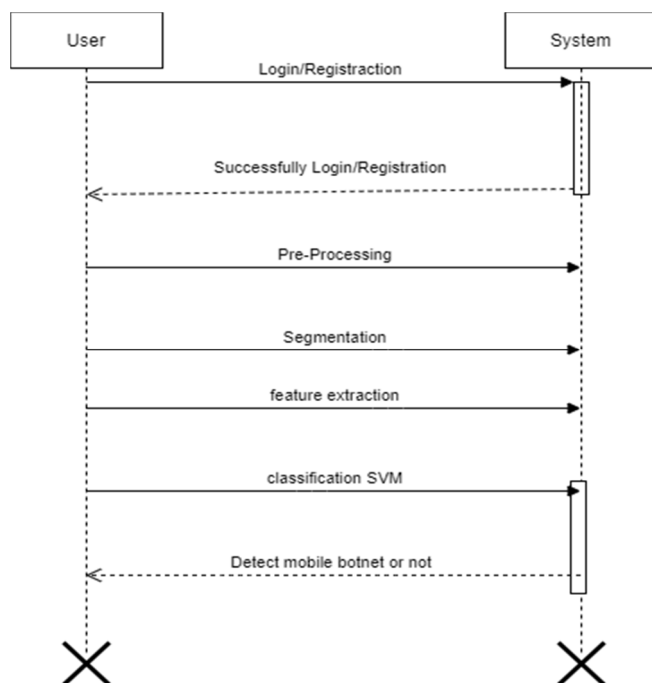 User
System
Login/Registraction
Successfully Login/Registration
Pre-Processing
Segmentation
feature extraction
classification SVM
Detect mobile botnet or not